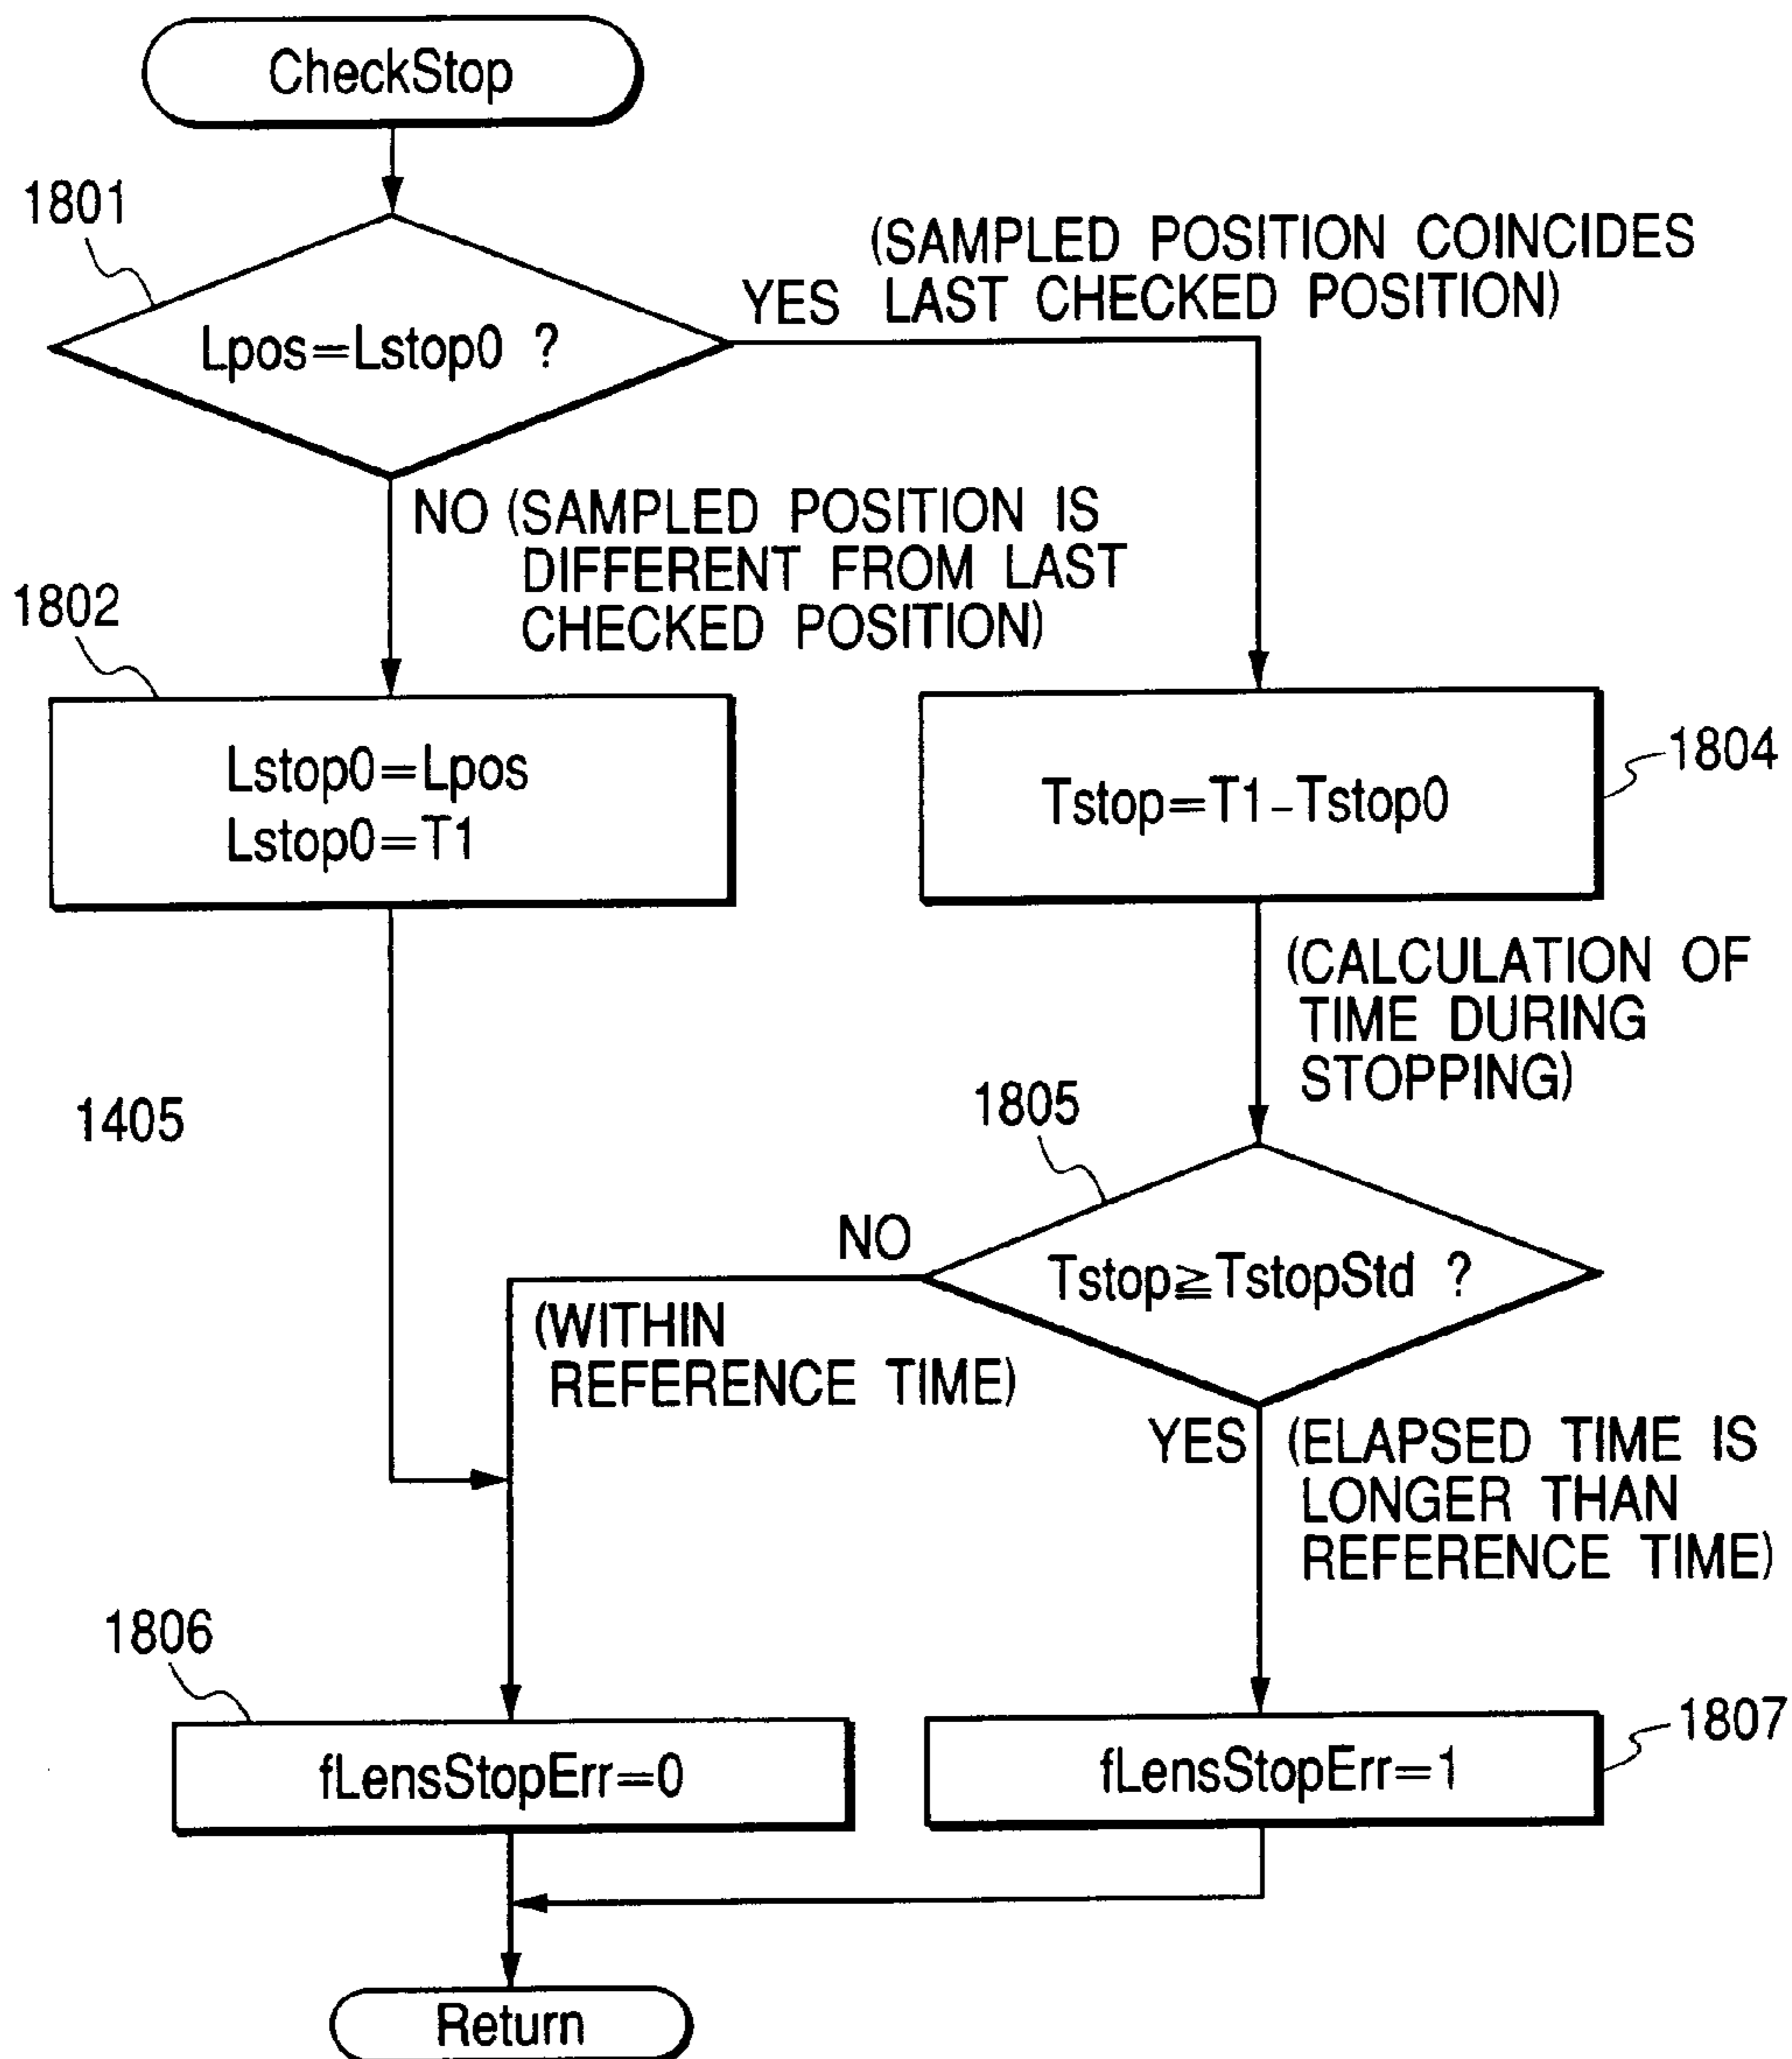 CheckStop
1801
Lpos=Lstop0 ?
(SAMPLED POSITION COINCIDES
YES LAST CHECKED POSITION)
NO (SAMPLED POSITION IS
DIFFERENT FROM LAST
CHECKED POSITION)
1802
Lstop0=Lpos
Lstop0=T1
1804
Tstop=T1-Tstop0
(CALCULATION OF
TIME DURING
STOPPING)
1405
1805
Tstop≧TstopStd ?
NO
(WITHIN
REFERENCE TIME)
YES (ELAPSED TIME IS
LONGER THAN
REFERENCE TIME)
1806
fLensStopErr=0
1807
fLensStopErr=1
Return